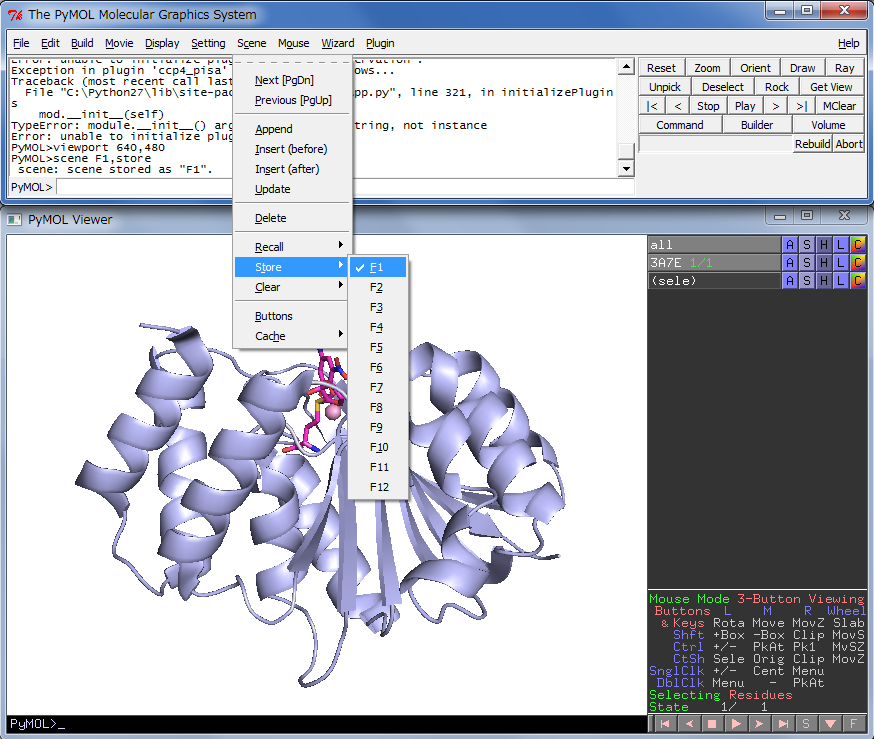 The PyMOL Molecular Graphics System
File Edit Build Movie Display Setting Scene Mouse Wizard Plugin Help
Error: unable to initialize plug ervation'.
Exception in plugin 'ccp4_pisa' ows...
Traceback (most recent call last
File "C:\Python27\lib\site-pac pp.py", line 321, in initializePlugin
s
mod.__init__(self)
TypeError: module.__init__() arg tring, not instance
Error: unable to initialize plug
PyMOL>viewport 640,480
PyMOL>scene F1,store
scene: scene stored as "F1".
PyMOL>
Reset Zoom Orient Draw Ray
Unpick Deselect Rock Get View
|< < Stop Play > >| MClear
Command Builder Volume
Rebuild Abort
Next [PgDn]
Previous [PgUp]
Append
Insert (before)
Insert (after)
Update
Delete
Recall
Store
Clear
Buttons
Cache
F1
F2
F3
F4
F5
F6
F7
F8
F9
F10
F11
F12
PyMOL Viewer
all A S H L C
3A7E 1/1 A S H L C
(sele) A S H L C
Mouse Mode 3-Button Viewing
Buttons L M R Wheel
& Keys Rota Move MovZ Slab
Shft +Box -Box Clip MovS
Ctrl +/- PkAt Pk1 MvSZ
CtSh Sele Orig Clip MovZ
SnglClk +/- Cent Menu
DblClk Menu - PkAt
Selecting Residues
State 1/ 1
PyMOL>_
S F